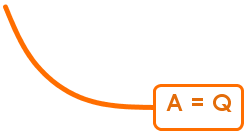 A = Q